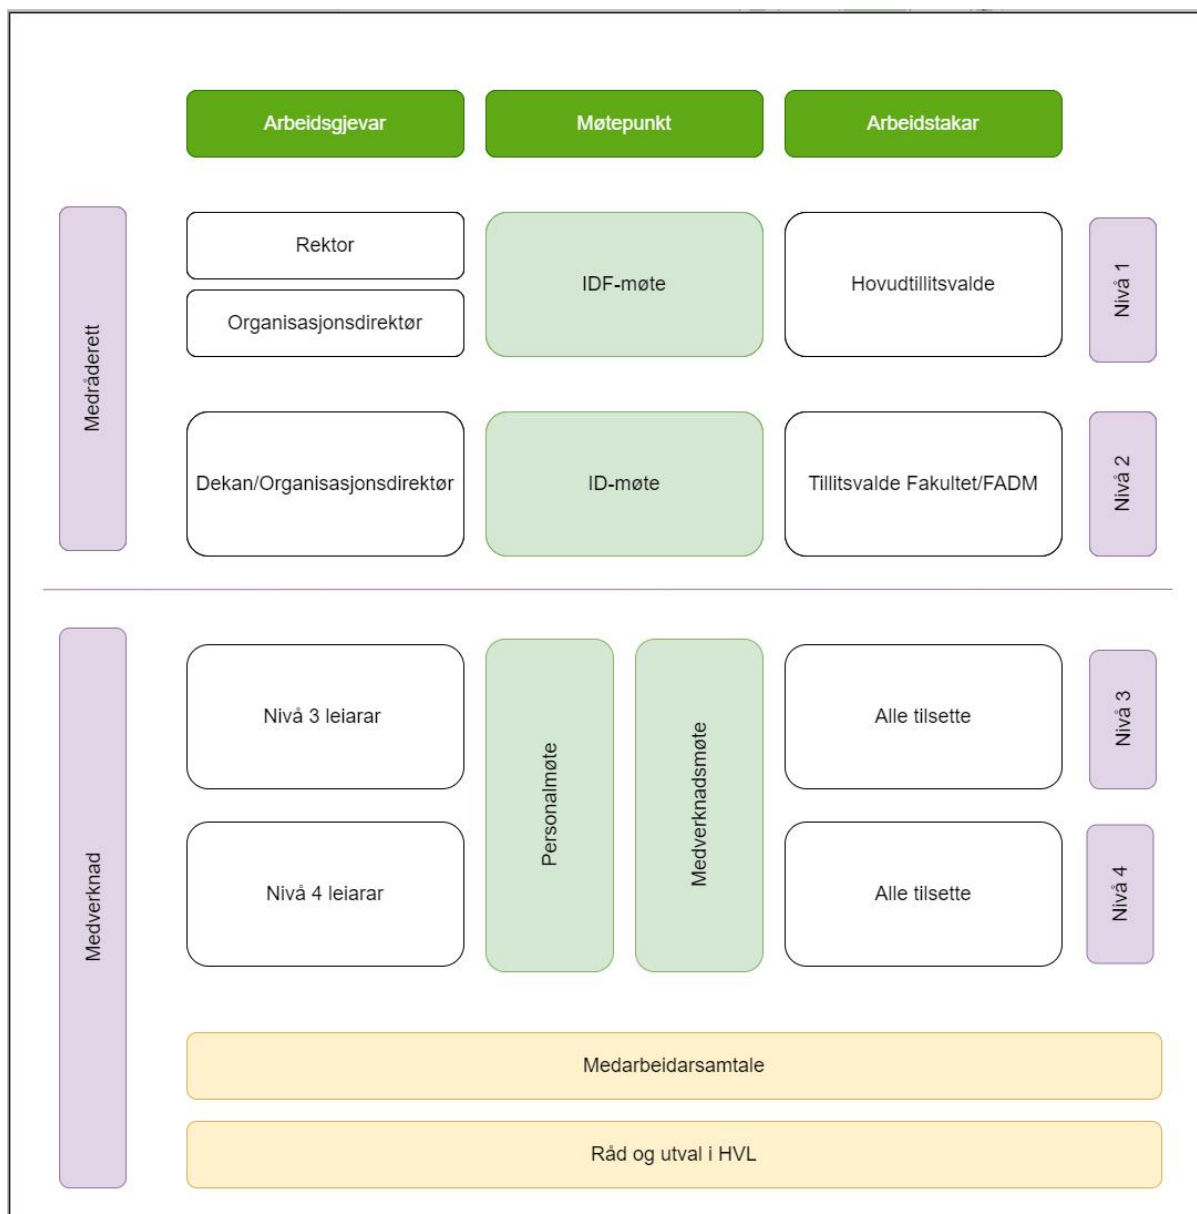 Arbeidsgjevar
Møtepunkt
Arbeidstakar
Medråderett
Rektor
Organisasjonsdirektør
IDF-møte
Hovudtillitsvalde
Nivå 1
Dekan/Organisasjonsdirektør
ID-møte
Tillitsvalde Fakultet/FADM
Nivå 2
Medverknad
Nivå 3 leiarar
Personalmøte
Medverknadsmøte
Alle tilsette
Nivå 3
Nivå 4 leiarar
Alle tilsette
Nivå 4
Medarbeidarsamtale
Råd og utval i HVL